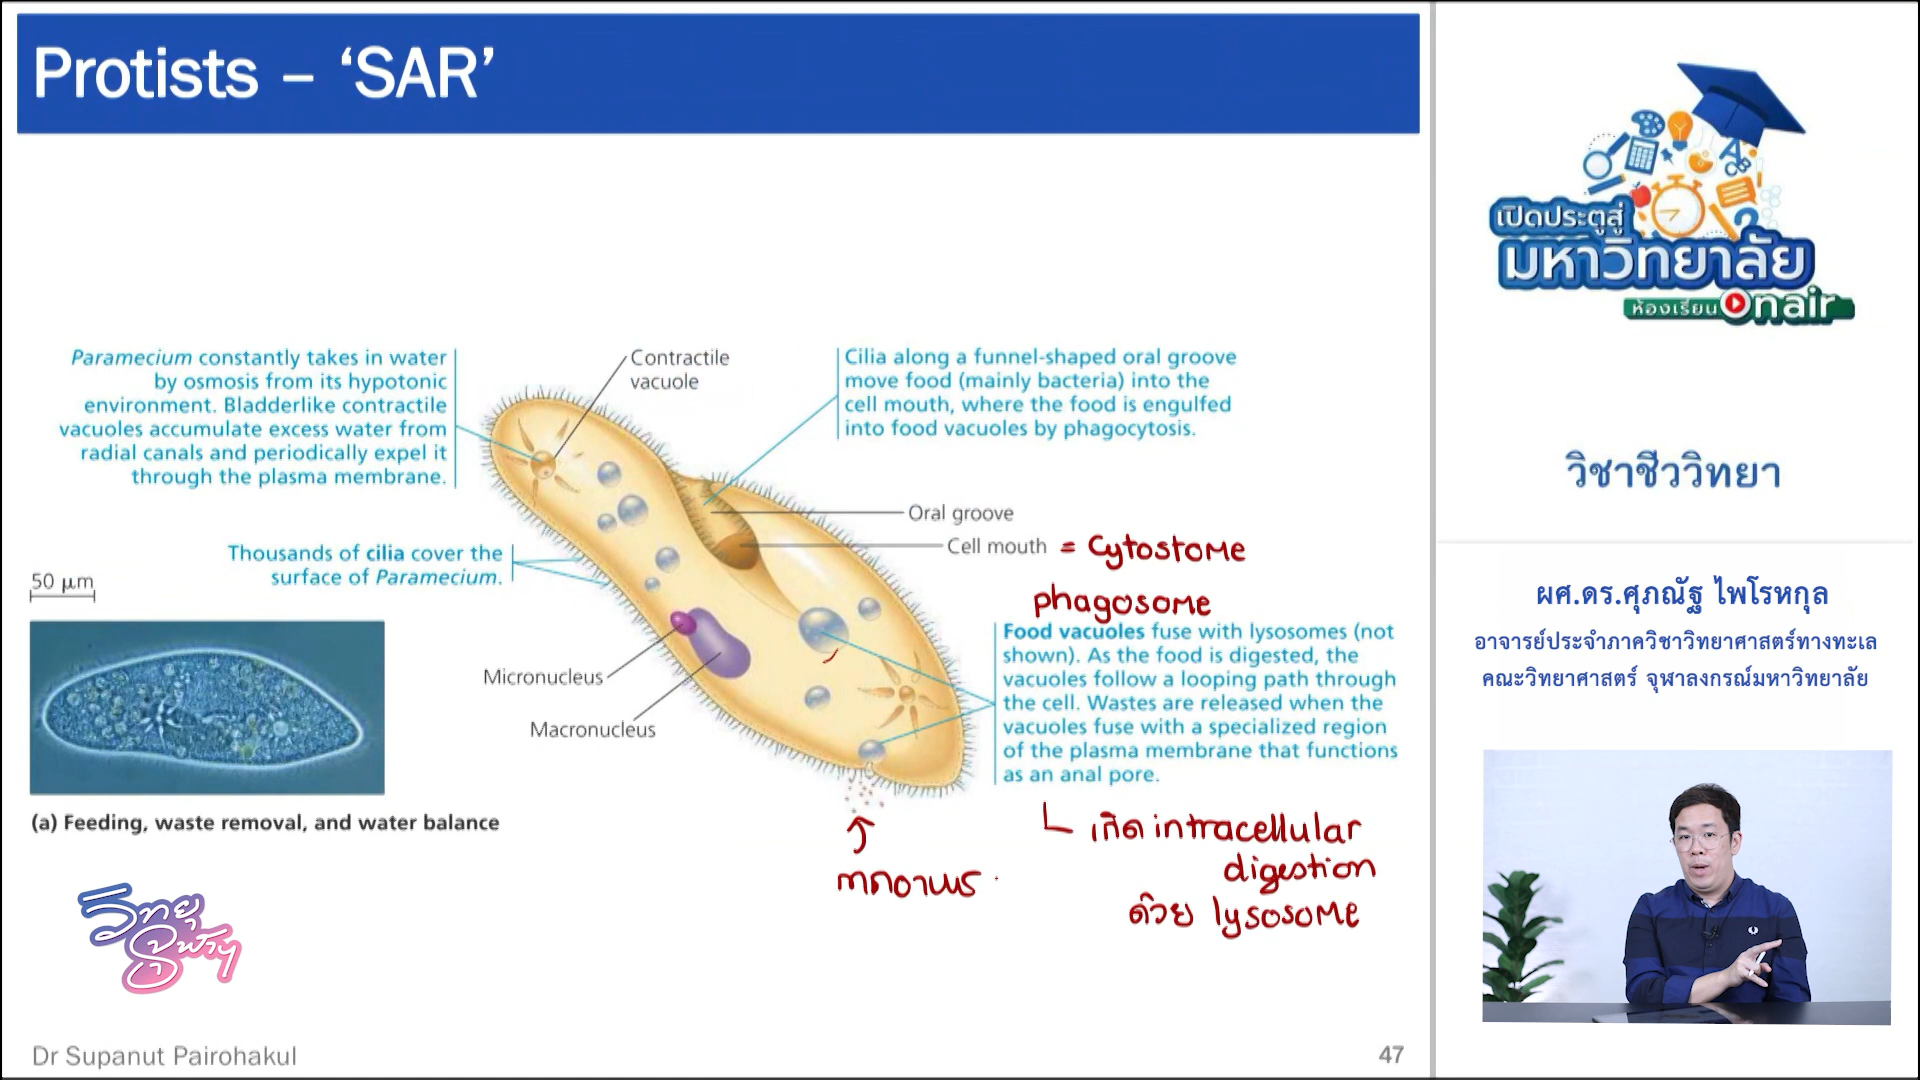 Protists – ‘SAR’
Paramecium constantly takes in water
by osmosis from its hypotonic
environment. Bladderlike contractile
vacuoles accumulate excess water from
radial canals and periodically expel it
through the plasma membrane.
Contractile
vacuole
Cilia along a funnel-shaped oral groove
move food (mainly bacteria) into the
cell mouth, where the food is engulfed
into food vacuoles by phagocytosis.
Oral groove
Cell mouth = Cytostome
Thousands of cilia cover the
surface of Paramecium.
50 μm
phagosome
Food vacuoles fuse with lysosomes (not
shown). As the food is digested, the
vacuoles follow a looping path through
the cell. Wastes are released when the
vacuoles fuse with a specialized region
of the plasma membrane that functions
as an anal pore.
Micronucleus
Macronucleus
(a) Feeding, waste removal, and water balance
เกิด intracellular
digestion
ด้วย lysosome
กากอาหาร
วิทยุ
จุฬาฯ
Dr Supanut Pairohakul
47
เปิดประตูสู่
มหาวิทยาลัย
ห้องเรียน Onair
วิชาชีววิทยา
ผศ.ดร.ศุภณัฐ ไพโรหกุล
อาจารย์ประจำภาควิชาวิทยาศาสตร์ทางทะเล
คณะวิทยาศาสตร์ จุฬาลงกรณ์มหาวิทยาลัย